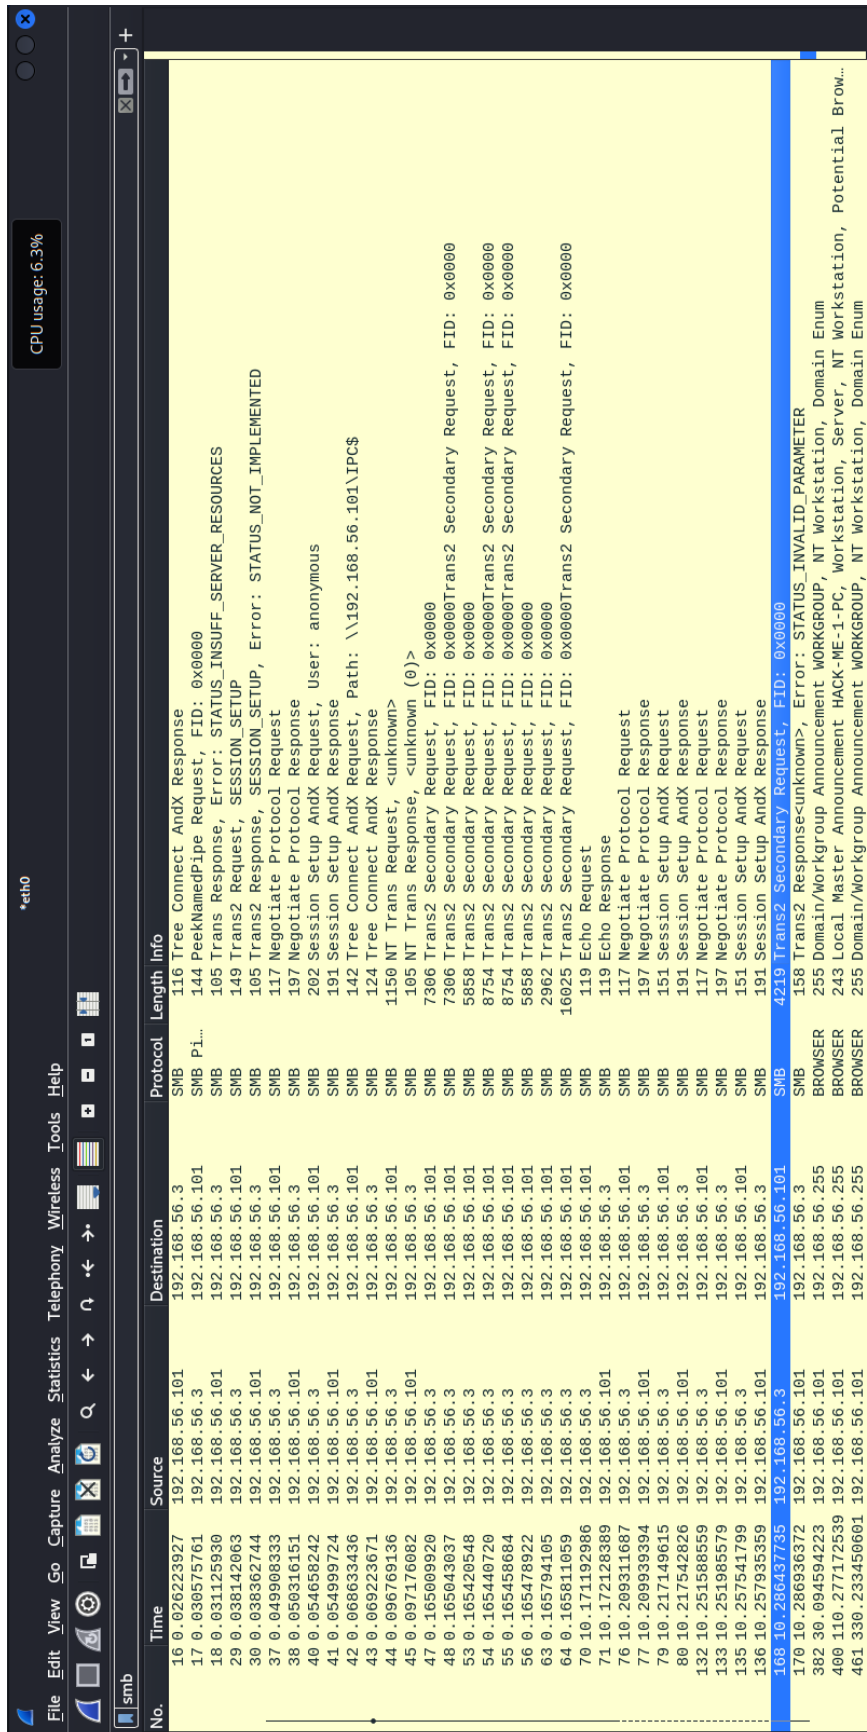 *eth0
CPU usage: 6.3%
File Edit View Go Capture Analyze Statistics Telephony Wireless Tools Help
smb
No. Time Source Destination Protocol Length Info
16 0.026223927 192.168.56.101 192.168.56.3 SMB 116 Tree Connect AndX Response
17 0.030575761 192.168.56.3 192.168.56.101 SMB Pi… 144 PeekNamedPipe Request, FID: 0x0000
18 0.031125930 192.168.56.101 192.168.56.3 SMB 105 Trans Response, Error: STATUS_INSUFF_SERVER_RESOURCES
29 0.038142063 192.168.56.3 192.168.56.101 SMB 149 Trans2 Request, SESSION_SETUP
30 0.038362744 192.168.56.101 192.168.56.3 SMB 105 Trans2 Response, SESSION_SETUP, Error: STATUS_NOT_IMPLEMENTED
37 0.049908333 192.168.56.3 192.168.56.101 SMB 117 Negotiate Protocol Request
38 0.050316151 192.168.56.101 192.168.56.3 SMB 197 Negotiate Protocol Response
40 0.054658242 192.168.56.3 192.168.56.101 SMB 202 Session Setup AndX Request, User: anonymous
41 0.054999724 192.168.56.101 192.168.56.3 SMB 191 Session Setup AndX Response
42 0.068633436 192.168.56.3 192.168.56.101 SMB 142 Tree Connect AndX Request, Path: \\192.168.56.101\IPC$
43 0.069223671 192.168.56.101 192.168.56.3 SMB 124 Tree Connect AndX Response
44 0.096769136 192.168.56.3 192.168.56.101 SMB 1150 NT Trans Request, <unknown>
45 0.097176082 192.168.56.101 192.168.56.3 SMB 105 NT Trans Response, <unknown (0)>
47 0.165009920 192.168.56.3 192.168.56.101 SMB 7306 Trans2 Secondary Request, FID: 0x0000
48 0.165043037 192.168.56.3 192.168.56.101 SMB 7306 Trans2 Secondary Request, FID: 0x0000Trans2 Secondary Request, FID: 0x0000
53 0.165420548 192.168.56.3 192.168.56.101 SMB 5858 Trans2 Secondary Request, FID: 0x0000
54 0.165440720 192.168.56.3 192.168.56.101 SMB 8754 Trans2 Secondary Request, FID: 0x0000Trans2 Secondary Request, FID: 0x0000
55 0.165458684 192.168.56.3 192.168.56.101 SMB 8754 Trans2 Secondary Request, FID: 0x0000Trans2 Secondary Request, FID: 0x0000
56 0.165478922 192.168.56.3 192.168.56.101 SMB 5858 Trans2 Secondary Request, FID: 0x0000
63 0.165794105 192.168.56.3 192.168.56.101 SMB 2962 Trans2 Secondary Request, FID: 0x0000
64 0.165811059 192.168.56.3 192.168.56.101 SMB 16025 Trans2 Secondary Request, FID: 0x0000Trans2 Secondary Request, FID: 0x0000
70 10.171192986 192.168.56.3 192.168.56.101 SMB 119 Echo Request
71 10.172128389 192.168.56.101 192.168.56.3 SMB 119 Echo Response
76 10.209311687 192.168.56.3 192.168.56.101 SMB 117 Negotiate Protocol Request
77 10.209939394 192.168.56.101 192.168.56.3 SMB 197 Negotiate Protocol Response
79 10.217149615 192.168.56.3 192.168.56.101 SMB 151 Session Setup AndX Request
80 10.217542826 192.168.56.101 192.168.56.3 SMB 191 Session Setup AndX Response
132 10.251588559 192.168.56.3 192.168.56.101 SMB 117 Negotiate Protocol Request
133 10.251985579 192.168.56.101 192.168.56.3 SMB 197 Negotiate Protocol Response
135 10.257541799 192.168.56.3 192.168.56.101 SMB 151 Session Setup AndX Request
136 10.257935359 192.168.56.101 192.168.56.3 SMB 191 Session Setup AndX Response
168 10.286437735 192.168.56.3 192.168.56.101 SMB 4219 Trans2 Secondary Request, FID: 0x0000
170 10.286936372 192.168.56.101 192.168.56.3 SMB 158 Trans2 Response<unknown>, Error: STATUS_INVALID_PARAMETER
382 30.094594223 192.168.56.101 192.168.56.255 BROWSER 255 Domain/Workgroup Announcement WORKGROUP, NT Workstation, Domain Enum
400 110.277172539 192.168.56.101 192.168.56.255 BROWSER 243 Local Master Announcement HACK-ME-1-PC, Workstation, Server, NT Workstation, Potential Brow…
461 330.233450691 192.168.56.101 192.168.56.255 BROWSER 255 Domain/Workgroup Announcement WORKGROUP, NT Workstation, Domain Enum